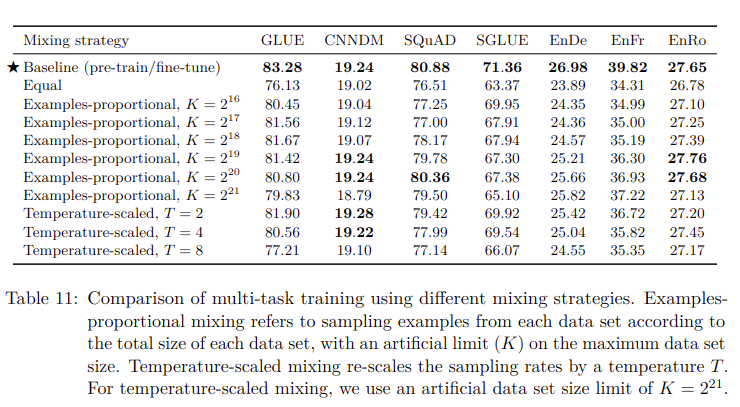 Mixing strategy GLUE CNNDM SQuAD SGLUE EnDe EnFr EnRo
★ Baseline (pre-train/fine-tune) 83.28 19.24 80.88 71.36 26.98 39.82 27.65
Equal 76.13 19.02 76.51 63.37 23.89 34.31 26.78
Examples-proportional, K = 2^16 80.45 19.04 77.25 69.95 24.35 34.99 27.10
Examples-proportional, K = 2^17 81.56 19.12 77.00 67.91 24.36 35.00 27.25
Examples-proportional, K = 2^18 81.67 19.07 78.17 67.94 24.57 35.19 27.39
Examples-proportional, K = 2^19 81.42 19.24 79.78 67.30 25.21 36.30 27.76
Examples-proportional, K = 2^20 80.80 19.24 80.36 67.38 25.66 36.93 27.68
Examples-proportional, K = 2^21 79.83 18.79 79.50 65.10 25.82 37.22 27.13
Temperature-scaled, T = 2 81.90 19.28 79.42 69.92 25.42 36.72 27.20
Temperature-scaled, T = 4 80.56 19.22 77.99 69.54 25.04 35.82 27.45
Temperature-scaled, T = 8 77.21 19.10 77.14 66.07 24.55 35.35 27.17
Table 11: Comparison of multi-task training using different mixing strategies. Examples-
proportional mixing refers to sampling examples from each data set according to
the total size of each data set, with an artificial limit (K) on the maximum data set
size. Temperature-scaled mixing re-scales the sampling rates by a temperature T.
For temperature-scaled mixing, we use an artificial data set size limit of K = 2^21.